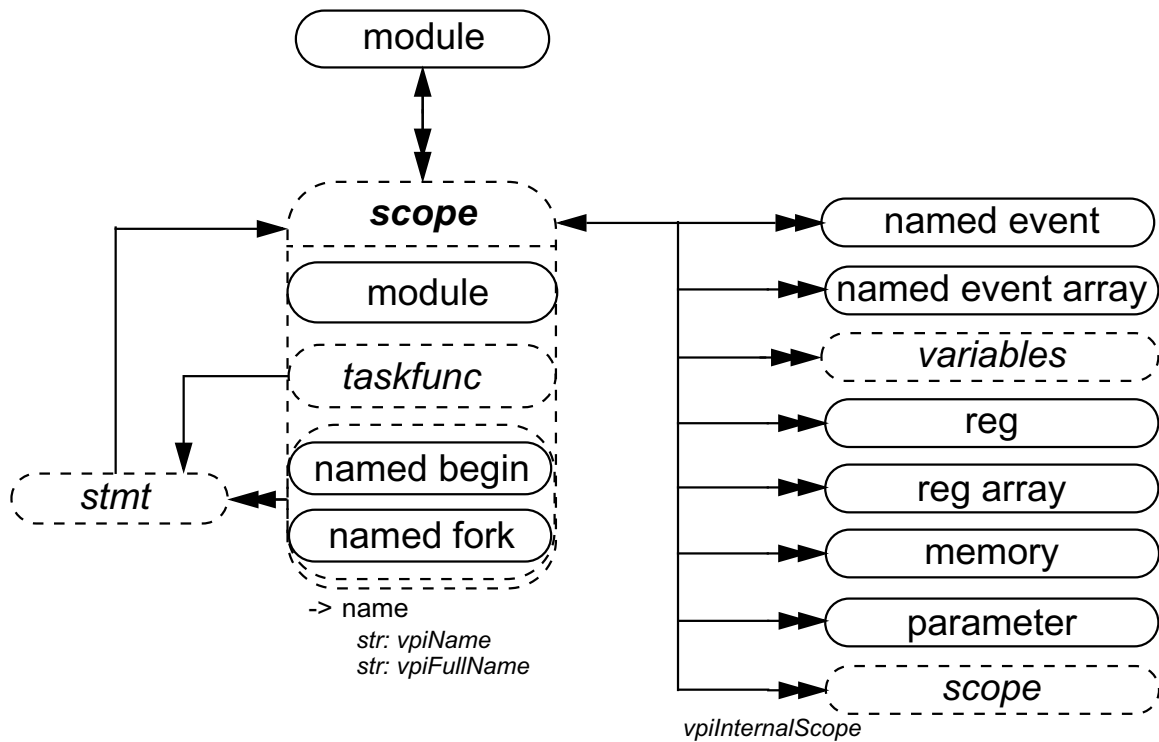 module
scope
module
taskfunc
named begin
named fork
stmt
-> name
str: vpiName
str: vpiFullName
named event
named event array
variables
reg
reg array
memory
parameter
scope
vpiInternalScope